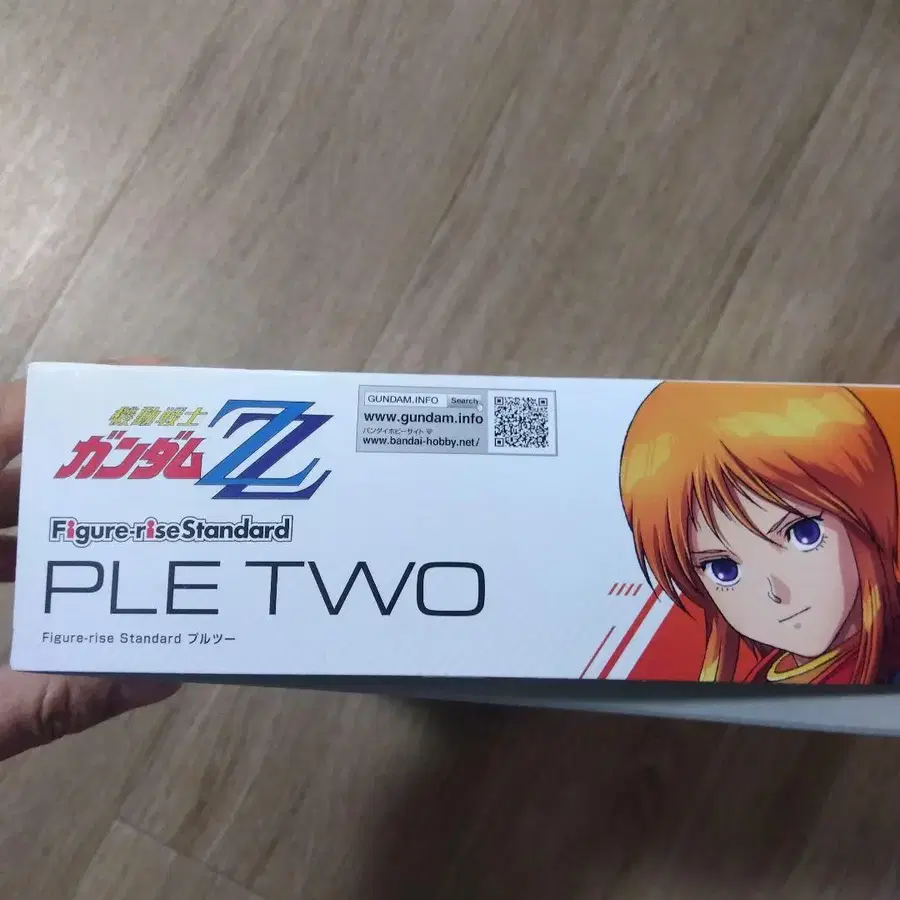 機動戦士
ガンダムZZ
GUNDAM.INFO Search
www.gundam.info
バンダイホビーサイト
www.bandai-hobby.net/
Figure-riseStandard
PLE TWO
Figure-rise Standard プルツー